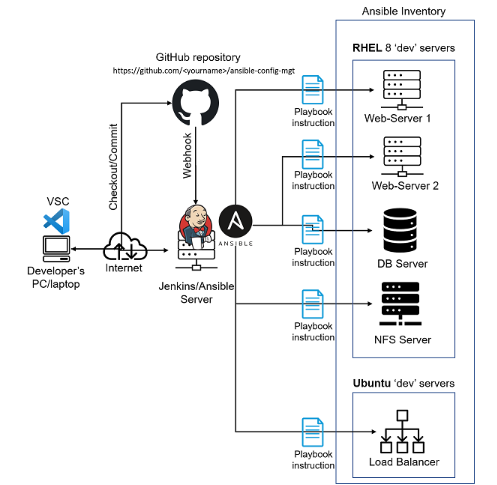 Ansible Inventory
GitHub repository
https://github.com/<yourname>/ansible-config-mgt
RHEL 8 'dev' servers
Playbook
instruction
Web-Server 1
Checkout/Commit
Webhook
Playbook
instruction
Web-Server 2
VSC
A
ANSIBLE
Developer's
PC/laptop
Internet
Jenkins/Ansible
Server
Playbook
instruction
DB Server
Playbook
instruction
NFS Server
Ubuntu 'dev' servers
Playbook
instruction
Load Balancer